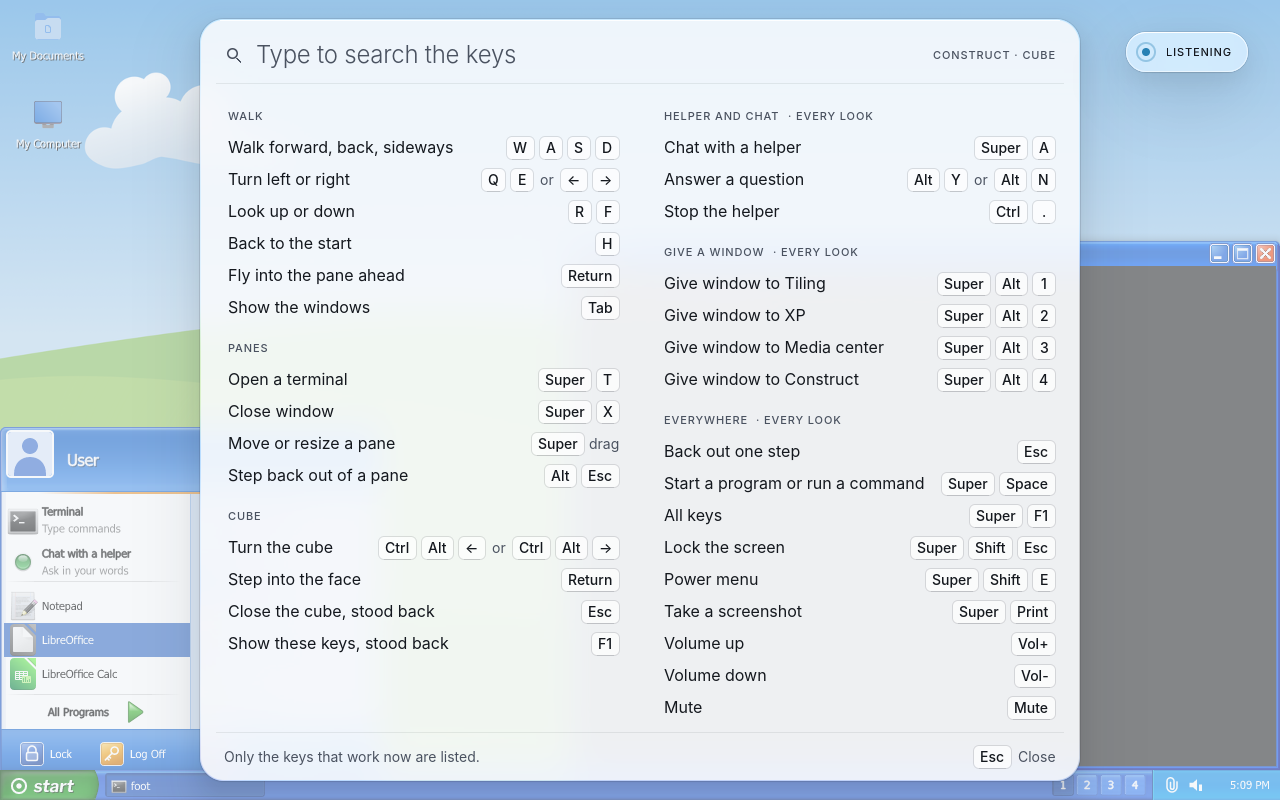 My Documents
My Computer
Type to search the keys
CONSTRUCT · CUBE
LISTENING
WALK
Walk forward, back, sideways W A S D
Turn left or right Q E or ← →
Look up or down R F
Back to the start H
Fly into the pane ahead Return
Show the windows Tab
PANES
Open a terminal Super T
Close window Super X
Move or resize a pane Super drag
Step back out of a pane Alt Esc
CUBE
Turn the cube Ctrl Alt ← or Ctrl Alt →
Step into the face Return
Close the cube, stood back Esc
Show these keys, stood back F1
HELPER AND CHAT · EVERY LOOK
Chat with a helper Super A
Answer a question Alt Y or Alt N
Stop the helper Ctrl .
GIVE A WINDOW · EVERY LOOK
Give window to Tiling Super Alt 1
Give window to XP Super Alt 2
Give window to Media center Super Alt 3
Give window to Construct Super Alt 4
EVERYWHERE · EVERY LOOK
Back out one step Esc
Start a program or run a command Super Space
All keys Super F1
Lock the screen Super Shift Esc
Power menu Super Shift E
Take a screenshot Super Print
Volume up Vol+
Volume down Vol-
Mute Mute
Only the keys that work now are listed.
Esc Close
User
Terminal
Type commands
Chat with a helper
Ask in your words
Notepad
LibreOffice
LibreOffice Calc
All Programs
Lock Log Off
start
foot
1 2 3 4
5:09 PM